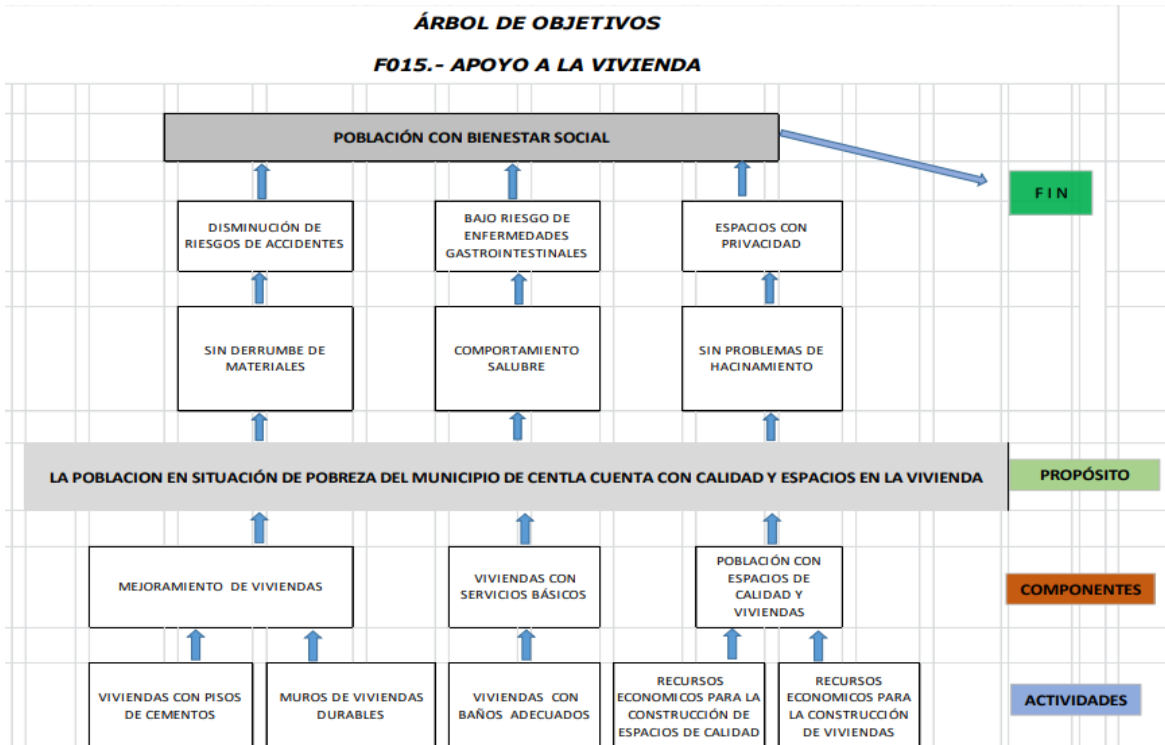 ÁRBOL DE OBJETIVOS
F015.- APOYO A LA VIVIENDA
POBLACIÓN CON BIENESTAR SOCIAL
F I N
DISMINUCIÓN DE
RIESGOS DE ACCIDENTES
BAJO RIESGO DE
ENFERMEDADES
GASTROINTESTINALES
ESPACIOS CON
PRIVACIDAD
SIN DERRUMBE DE
MATERIALES
COMPORTAMIENTO
SALUBRE
SIN PROBLEMAS DE
HACINAMIENTO
LA POBLACION EN SITUACIÓN DE POBREZA DEL MUNICIPIO DE CENTLA CUENTA CON CALIDAD Y ESPACIOS EN LA VIVIENDA
PROPÓSITO
MEJORAMIENTO DE VIVIENDAS
VIVIENDAS CON
SERVICIOS BÁSICOS
POBLACIÓN CON
ESPACIOS DE
CALIDAD Y
VIVIENDAS
COMPONENTES
VIVIENDAS CON PISOS
DE CEMENTOS
MUROS DE VIVIENDAS
DURABLES
VIVIENDAS CON
BAÑOS ADECUADOS
RECURSOS
ECONOMICOS PARA LA
CONSTRUCCIÓN DE
ESPACIOS DE CALIDAD
RECURSOS
ECONOMICOS PARA
LA CONSTRUCCIÓN
DE VIVIENDAS
ACTIVIDADES